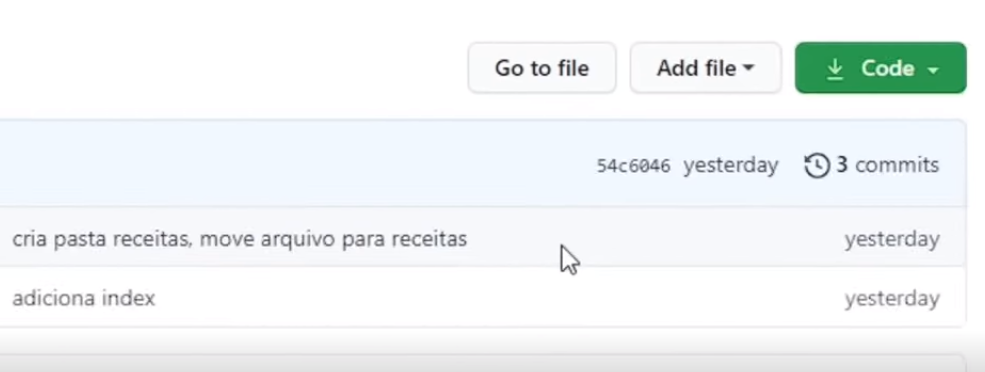 Go to file Add file Code
54c6046 yesterday 3 commits
cria pasta receitas, move arquivo para receitas yesterday
adiciona index yesterday